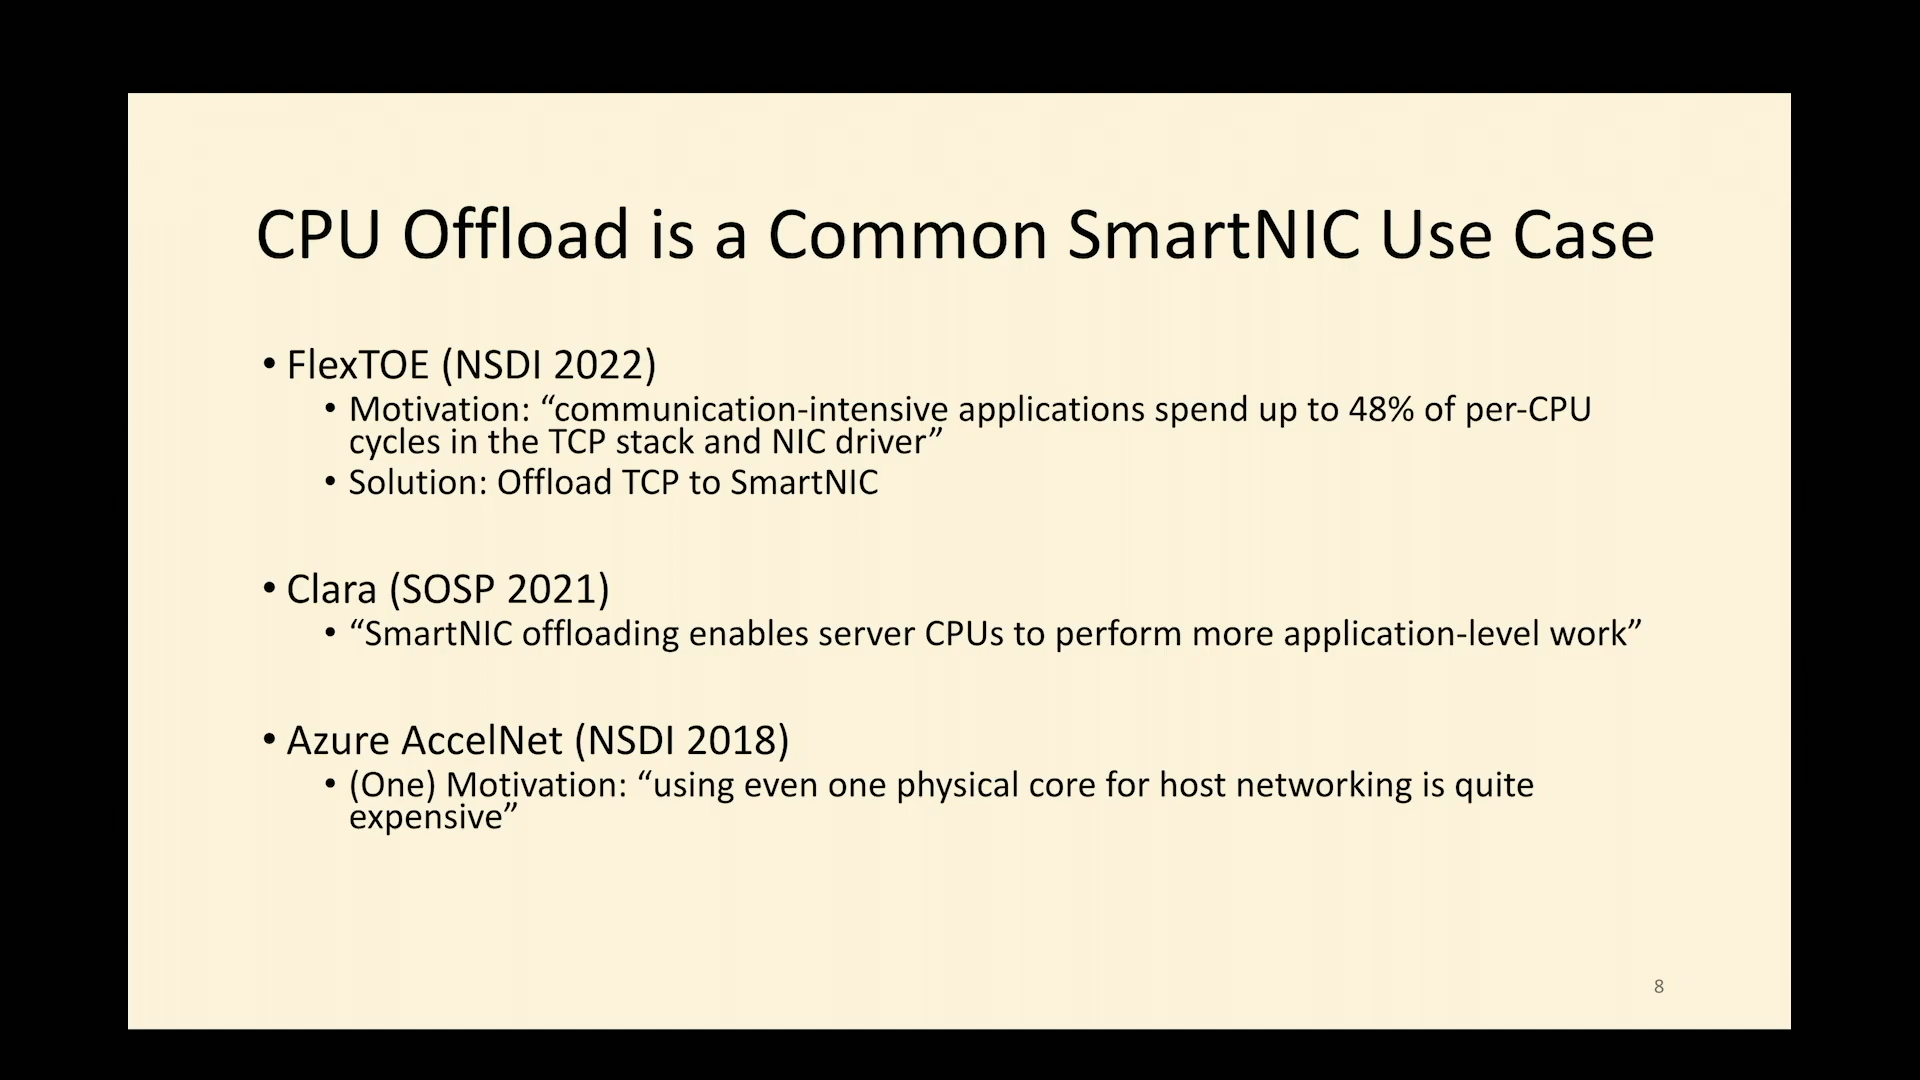 CPU Offload is a Common SmartNIC Use Case
• FlexTOE (NSDI 2022)
• Motivation: “communication-intensive applications spend up to 48% of per-CPU
cycles in the TCP stack and NIC driver”
• Solution: Offload TCP to SmartNIC
• Clara (SOSP 2021)
• “SmartNIC offloading enables server CPUs to perform more application-level work”
• Azure AccelNet (NSDI 2018)
• (One) Motivation: “using even one physical core for host networking is quite
expensive”
8